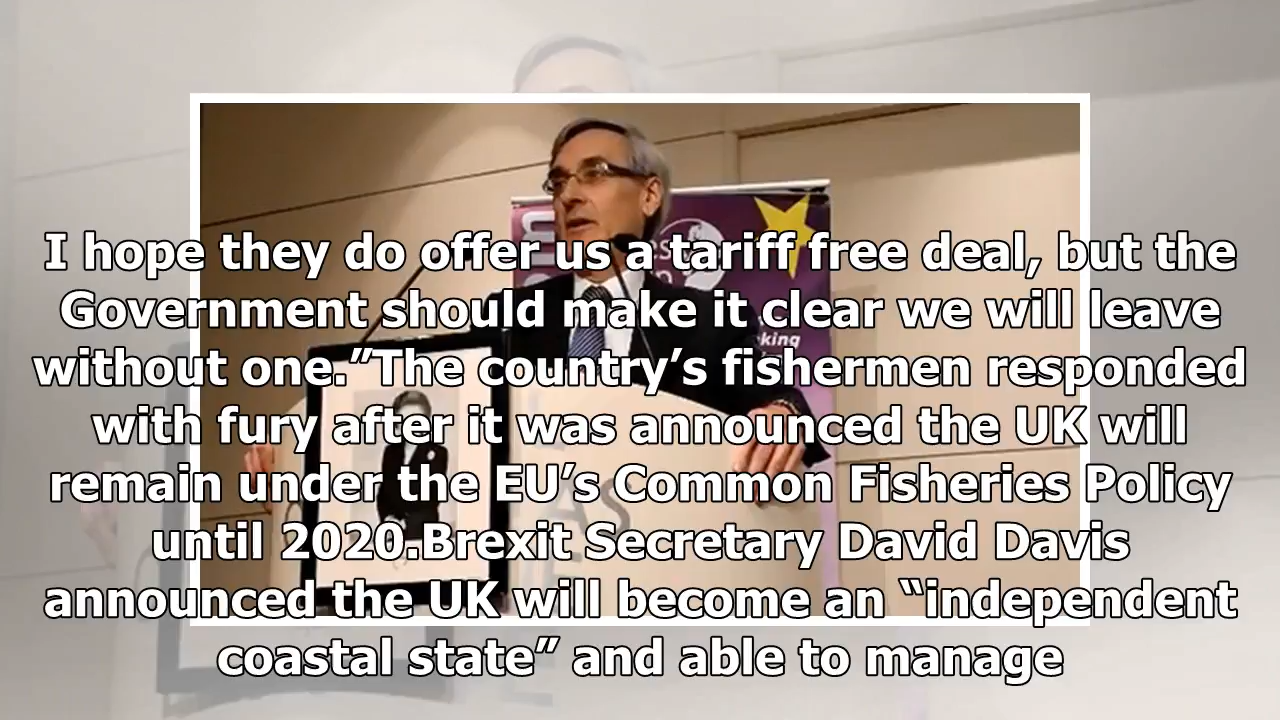 I hope they do offer us a tariff free deal, but the
Government should make it clear we will leave
without one.”The country’s fishermen responded
with fury after it was announced the UK will
remain under the EU’s Common Fisheries Policy
until 2020.Brexit Secretary David Davis
announced the UK will become an “independent
coastal state” and able to manage